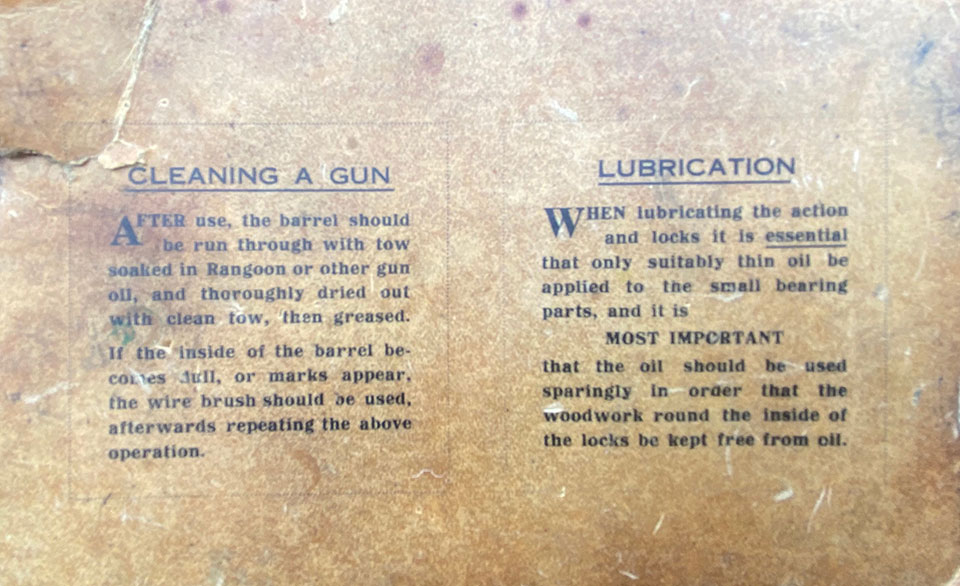 CLEANING A GUN
AFTER use, the barrel should
be run through with tow
soaked in Rangoon or other gun
oil, and thoroughly dried out
with clean tow, then greased.
If the inside of the barrel be-
comes dull, or marks appear,
the wire brush should be used,
afterwards repeating the above
operation.
LUBRICATION
WHEN lubricating the action
and locks it is essential
that only suitably thin oil be
applied to the small bearing
parts, and it is
MOST IMPORTANT
that the oil should be used
sparingly in order that the
woodwork round the inside of
the locks be kept free from oil.